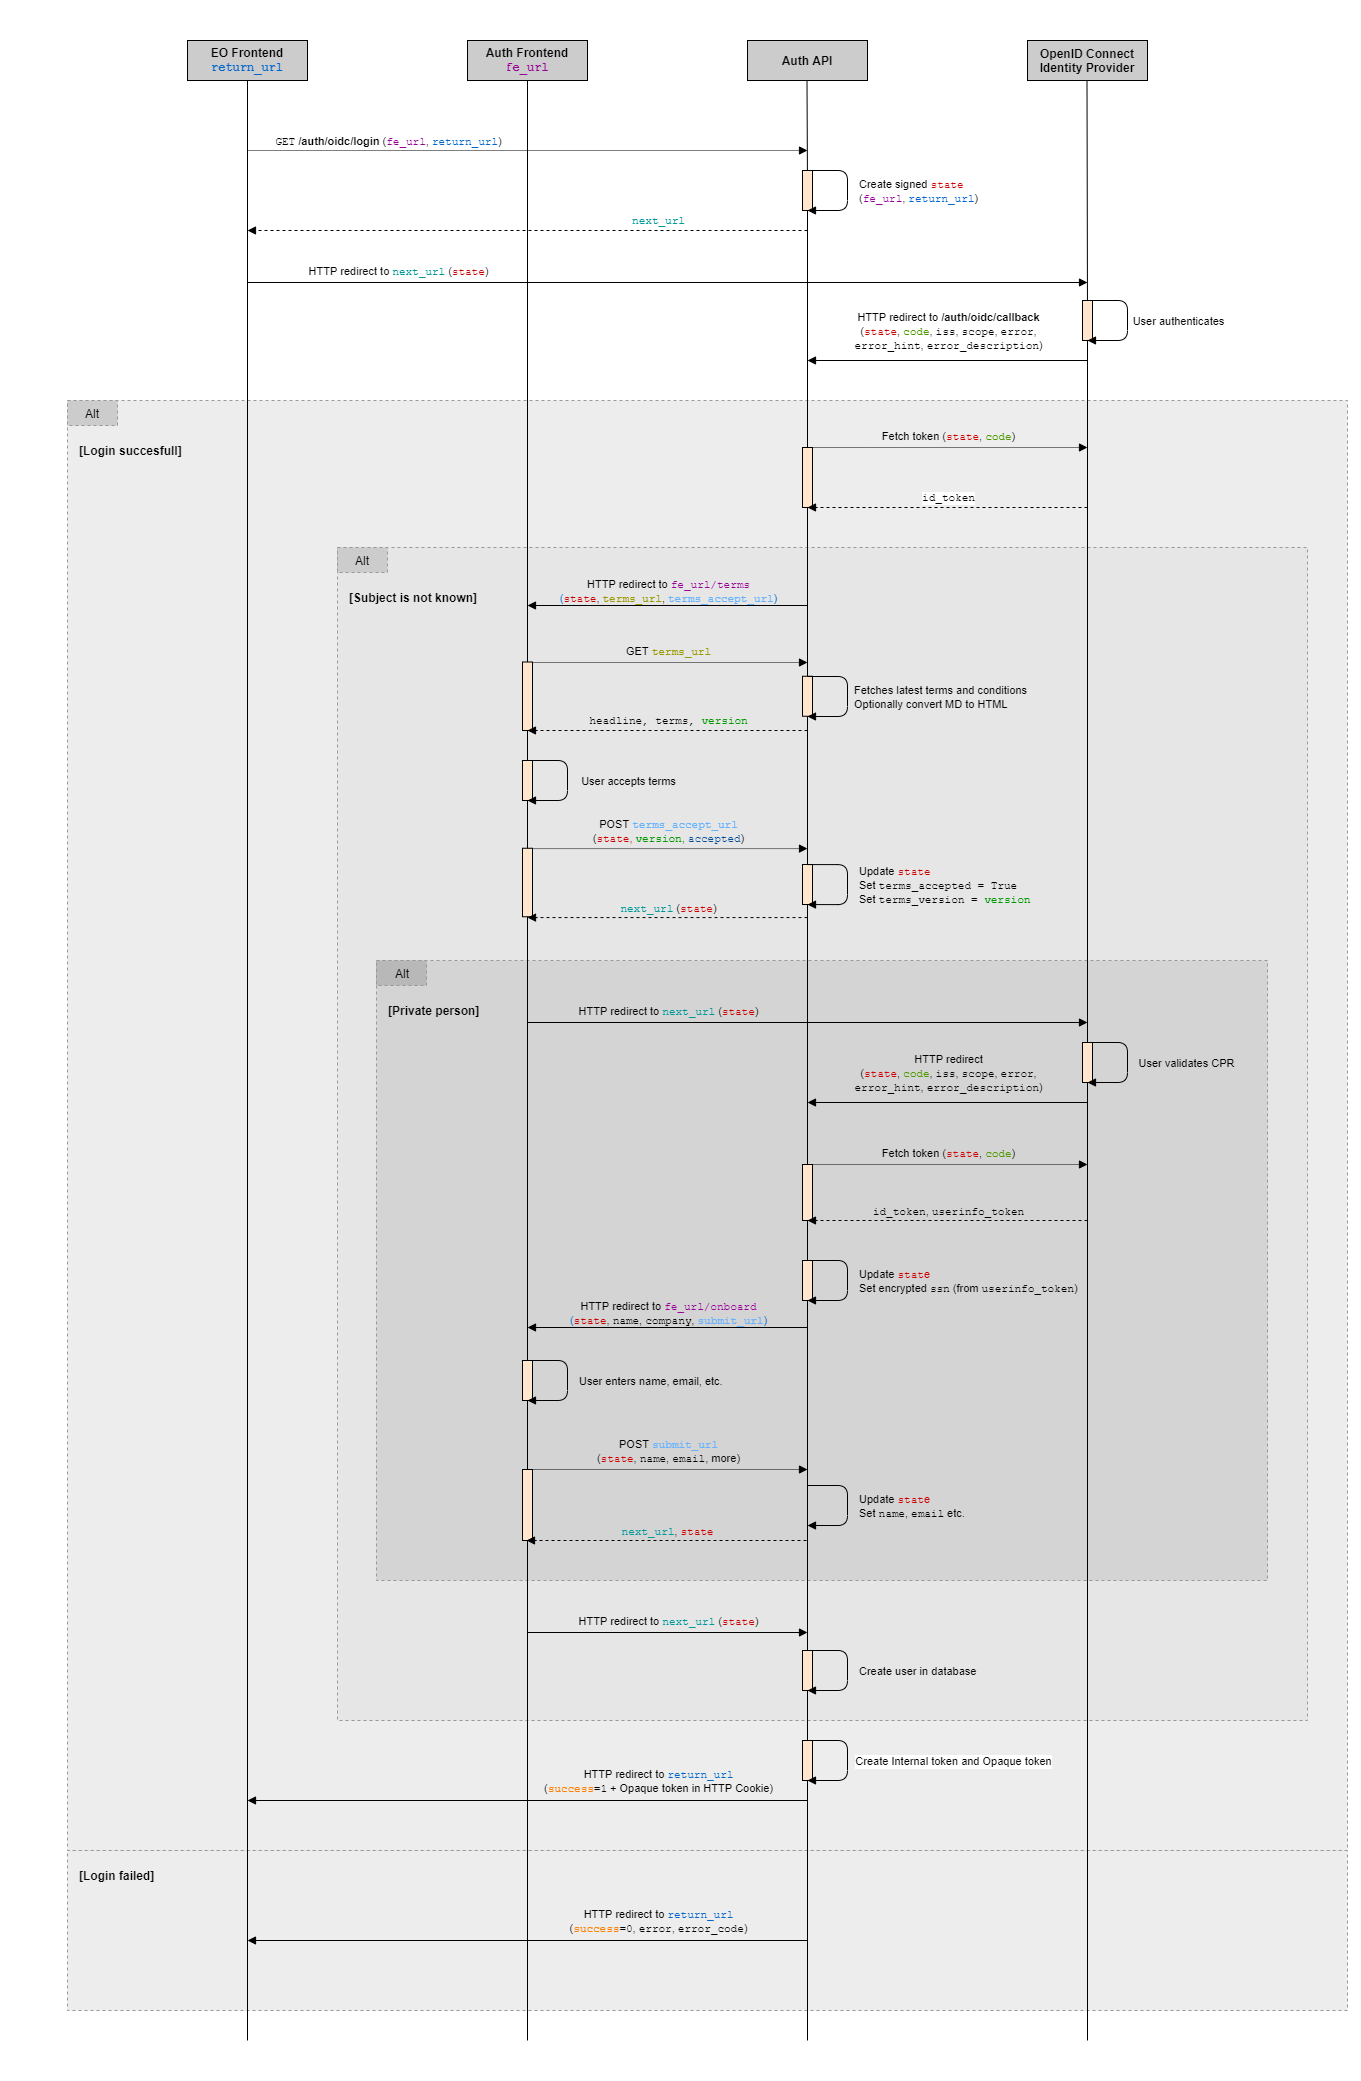 EO Frontend
return_url
Auth Frontend
fe_url
Auth API
OpenID Connect
Identity Provider
GET /auth/oidc/login (fe_url, return_url)
Create signed state
(fe_url, return_url)
next_url
HTTP redirect to next_url (state)
User authenticates
HTTP redirect to /auth/oidc/callback
(state, code, iss, scope, error,
error_hint, error_description)
Alt
[Login succesfull]
Fetch token (state, code)
id_token
Alt
[Subject is not known]
HTTP redirect to fe_url/terms
(state, terms_url, terms_accept_url)
GET terms_url
Fetches latest terms and conditions
Optionally convert MD to HTML
headline, terms, version
User accepts terms
POST terms_accept_url
(state, version, accepted)
Update state
Set terms_accepted = True
Set terms_version = version
next_url (state)
Alt
[Private person]
HTTP redirect to next_url (state)
User validates CPR
HTTP redirect
(state, code, iss, scope, error,
error_hint, error_description)
Fetch token (state, code)
id_token, userinfo_token
Update state
Set encrypted ssn (from userinfo_token)
HTTP redirect to fe_url/onboard
(state, name, company, submit_url)
User enters name, email, etc.
POST submit_url
(state, name, email, more)
Update state
Set name, email etc.
next_url, state
HTTP redirect to next_url (state)
Create user in database
Create Internal token and Opaque token
HTTP redirect to return_url
(success=1 + Opaque token in HTTP Cookie)
[Login failed]
HTTP redirect to return_url
(success=0, error, error_code)